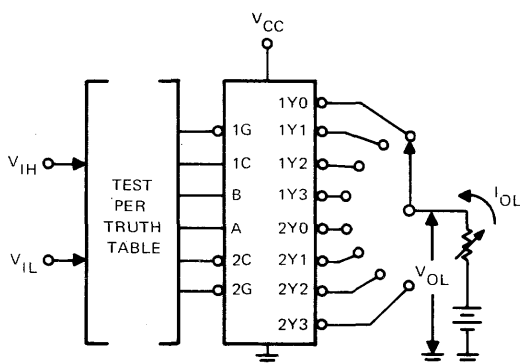 VCC
1Y0
1G 1Y1
VIH 1C 1Y2
TEST
PER
TRUTH
TABLE
B 1Y3
A 2Y0
VIL 2C 2Y1
2G 2Y2
2Y3
IOL
VOL